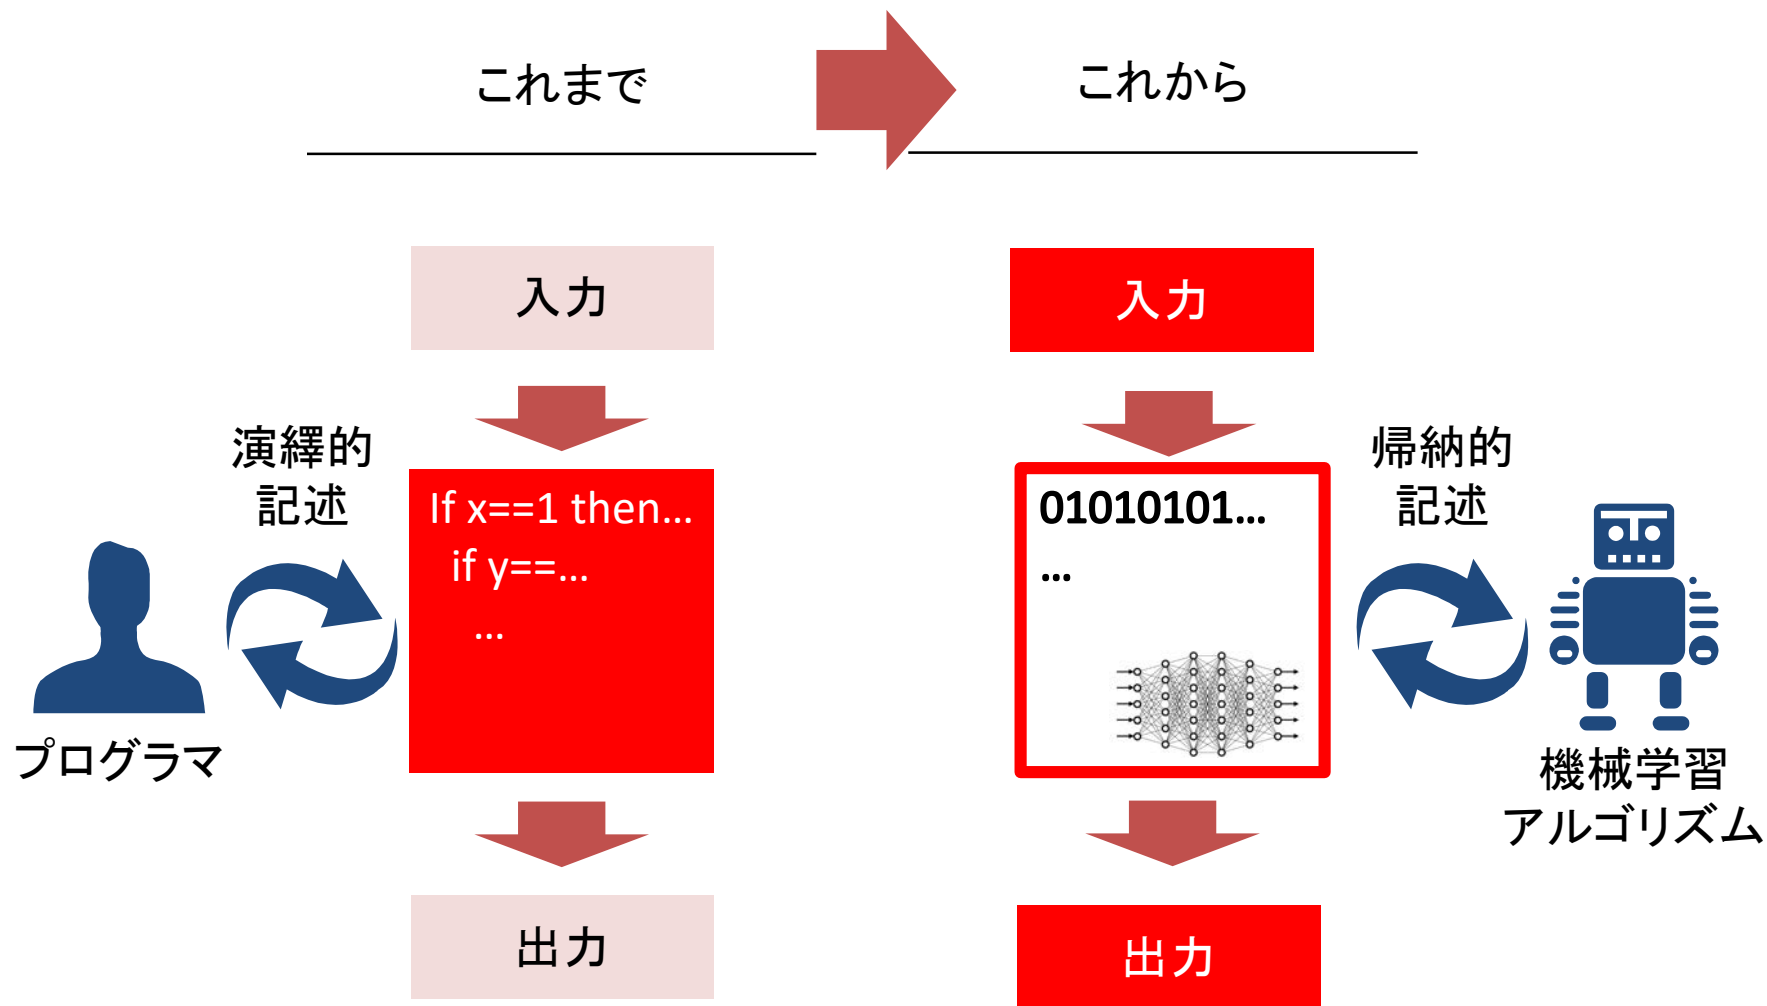 これまで
これから
入力
演繹的
記述
If x==1 then...
if y==...
...
プログラマ
出力
入力
01010101...
...
帰納的
記述
機械学習
アルゴリズム
出力